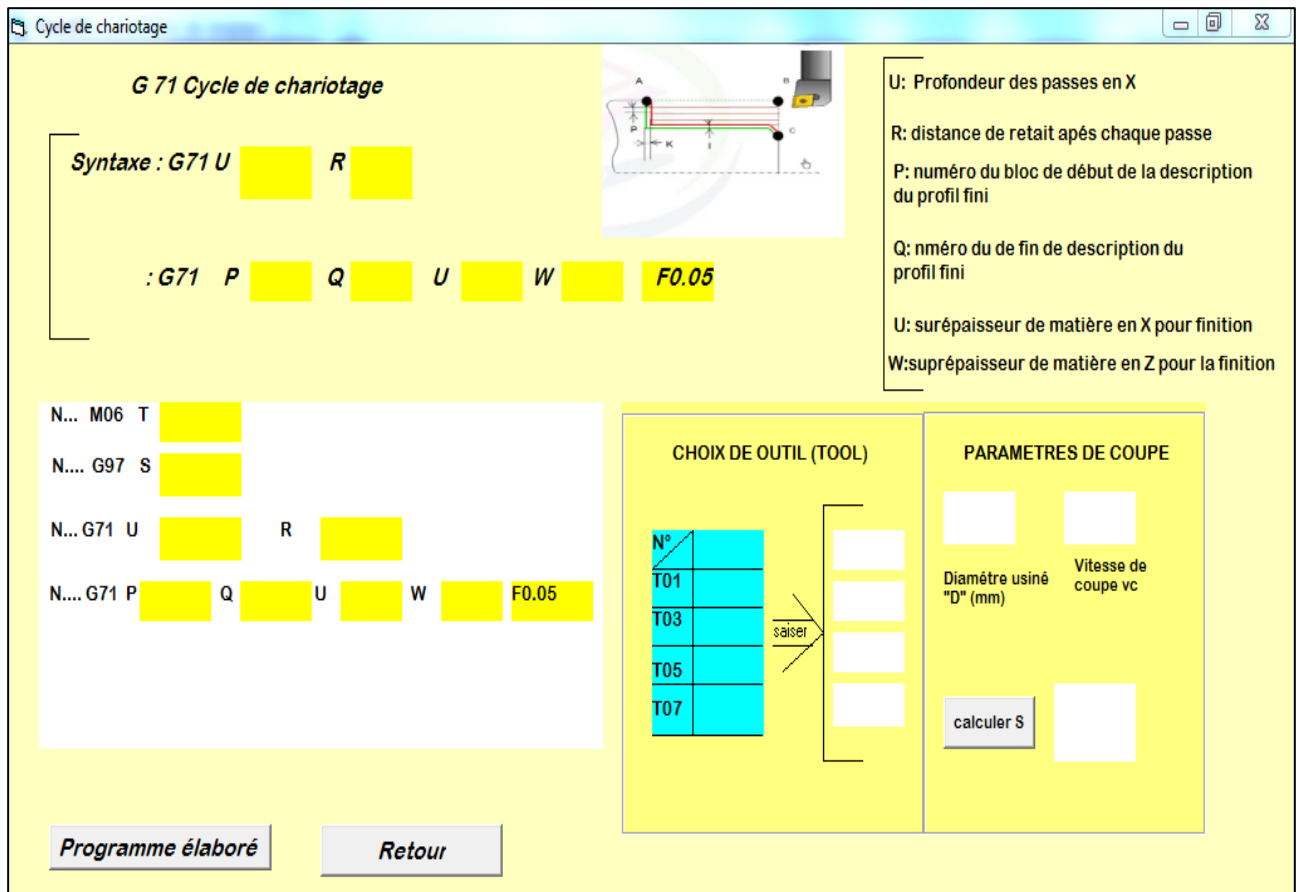 Cycle de chariotage
G 71 Cycle de chariotage
Syntaxe : G71 U R
: G71 P Q U W F0.05
A
B
P
K
I
C
U: Profondeur des passes en X
R: distance de retait apés chaque passe
P: numéro du bloc de début de la description
du profil fini
Q: nméro du de fin de description du
profil fini
U: surépaisseur de matière en X pour finition
W:suprépaisseur de matière en Z pour la finition
N... M06 T
N.... G97 S
N... G71 U R
N.... G71 P Q U W F0.05
CHOIX DE OUTIL (TOOL)
N°
T01
T03
T05
T07
saiser
PARAMETRES DE COUPE
Diamétre usiné
"D" (mm)
Vitesse de
coupe vc
calculer S
Programme élaboré
Retour